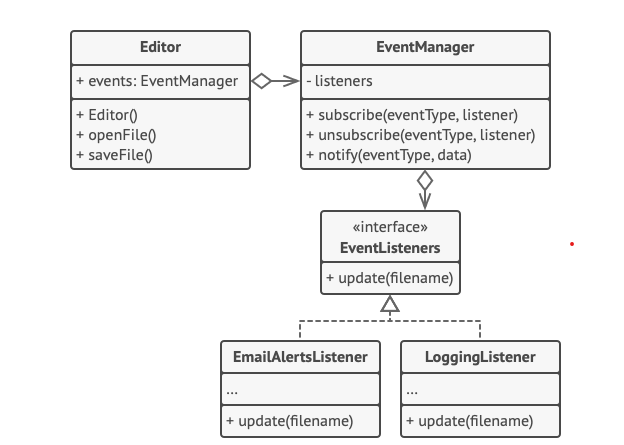 Editor
+ events: EventManager
+ Editor()
+ openFile()
+ saveFile()
EventManager
- listeners
+ subscribe(eventType, listener)
+ unsubscribe(eventType, listener)
+ notify(eventType, data)
«interface»
EventListeners
+ update(filename)
EmailAlertsListener
...
+ update(filename)
LoggingListener
...
+ update(filename)